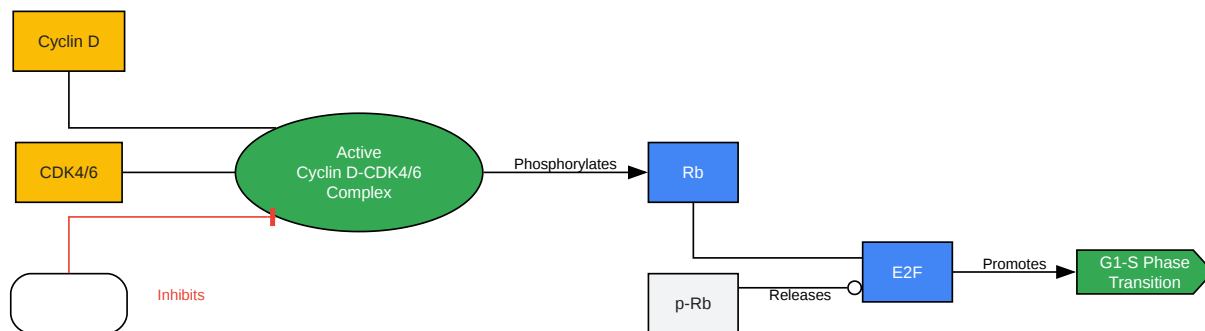 Cyclin D
CDK4/6
Active
Cyclin D-CDK4/6
Complex
Phosphorylates
Rb
Inhibits
p-Rb
Releases
E2F
Promotes
G1-S Phase
Transition